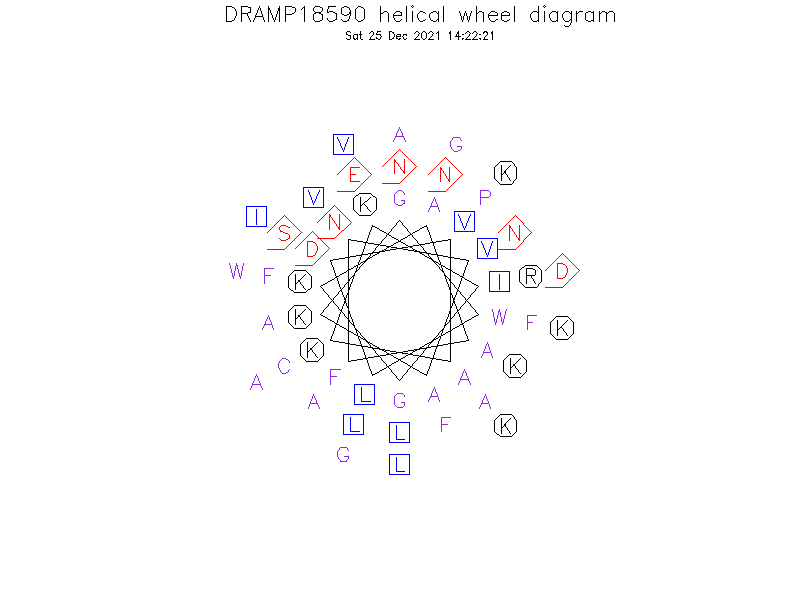 DRAMP18590 helical wheel diagram
Sat 25 Dec 2021 14:22:21
A
V G
E N N K
V K G A P
I N V
S N
D V
W F K I R D
A K W F K
K A
C K
A F A
A L G A A
L L F K
G L